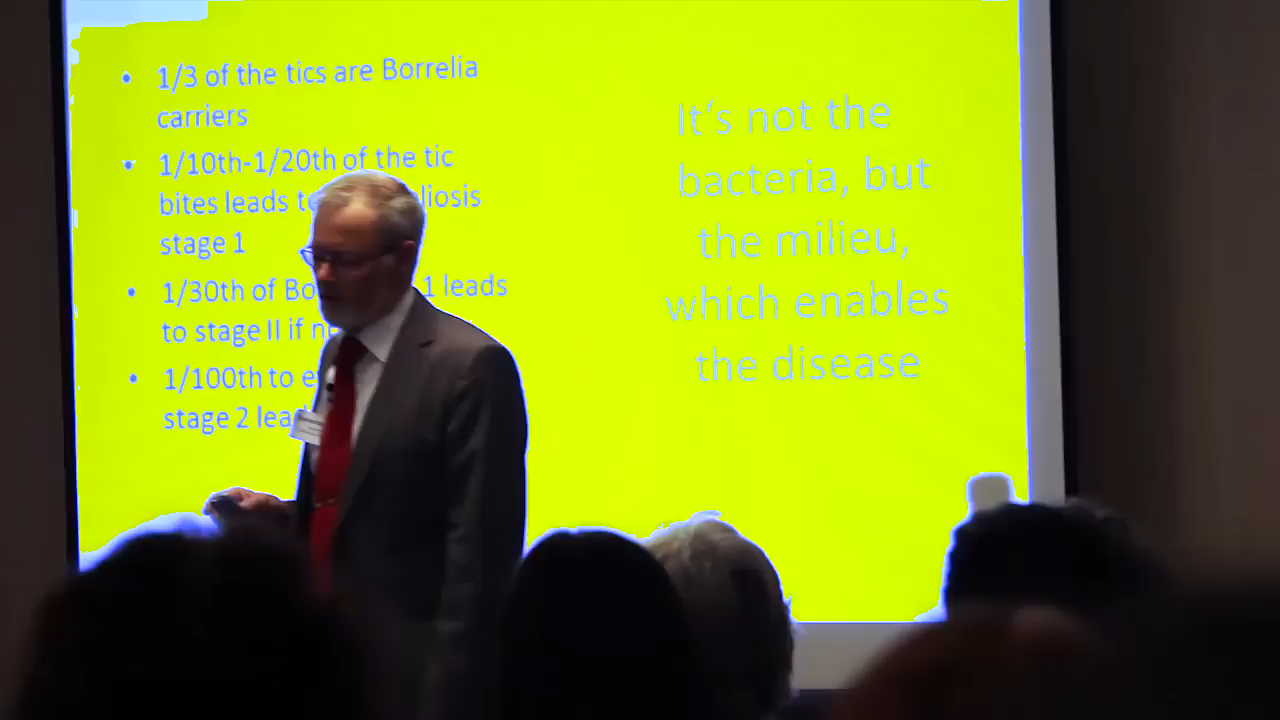 • 1/3 of the tics are Borrelia
carriers
• 1/10th-1/20th of the tic
bites leads
stage 1
• 1/30th of 1 leads
to stage II if
• 1/100th to
stage 2
It's not the
bacteria, but
the milieu,
which enables
the disease